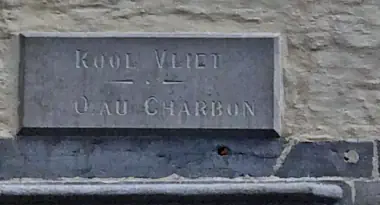 KOOL VLIET
Q AU CHARBON